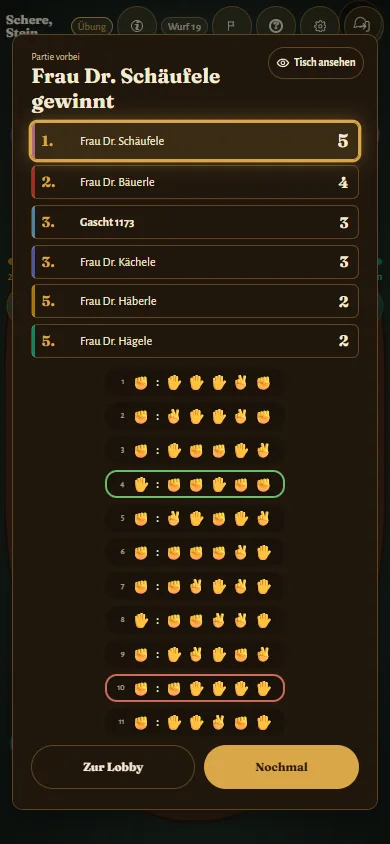 Schere,
Stein
Übung
Wurf 19
Partie vorbei
Frau Dr. Schäufele
gewinnt
Tisch ansehen
1. Frau Dr. Schäufele 5
2. Frau Dr. Bäuerle 4
3. Gascht 1173 3
3. Frau Dr. Kächele 3
5. Frau Dr. Häberle 2
5. Frau Dr. Hägele 2
1 ✊ : ✋ ✋ ✋ ✌ ✊
2 ✊ : ✌ ✋ ✋ ✌ ✊
3 ✊ : ✋ ✊ ✊ ✋ ✌
4 ✋ : ✊ ✊ ✋ ✊ ✊
5 ✊ : ✌ ✋ ✊ ✋ ✌
6 ✊ : ✊ ✊ ✊ ✌ ✋
7 ✊ : ✊ ✌ ✋ ✌ ✋
8 ✋ : ✊ ✊ ✌ ✌ ✋
9 ✊ : ✋ ✌ ✋ ✊ ✌
10 ✊ : ✊ ✋ ✋ ✋ ✋
11 ✊ : ✋ ✋ ✌ ✊ ✋
Zur Lobby
Nochmal